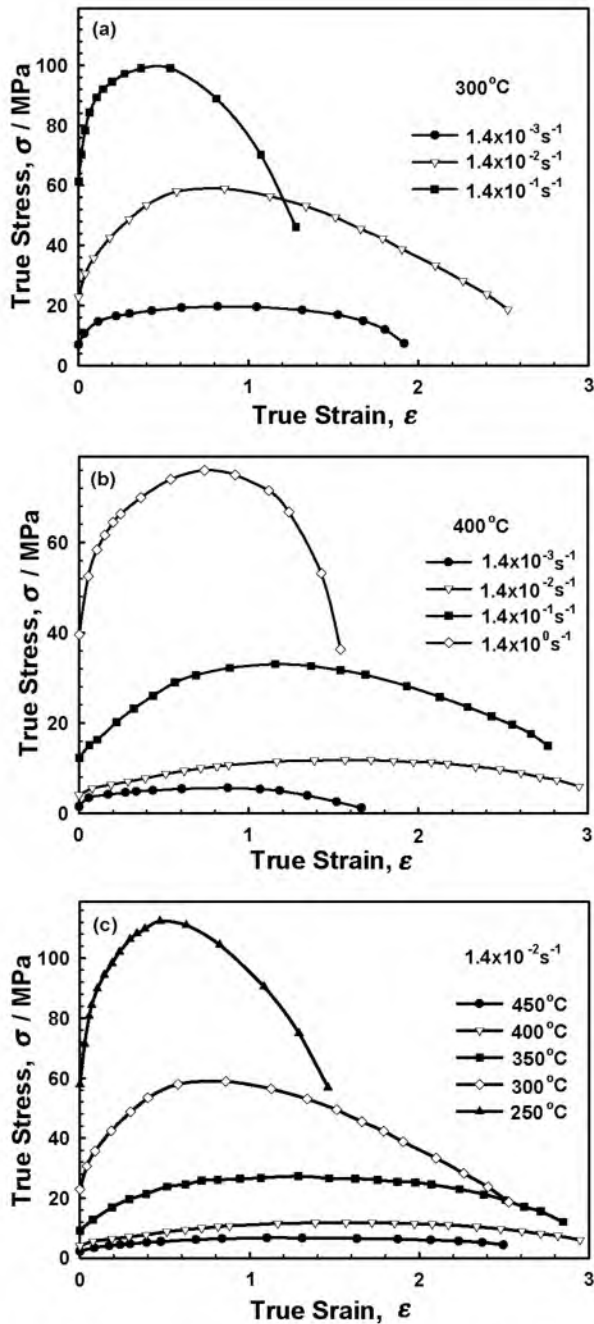 (a)
300°C
1.4x10⁻³s⁻¹
1.4x10⁻²s⁻¹
1.4x10⁻¹s⁻¹
True Stress, σ / MPa
100
80
60
40
20
0
0 1 2 3
True Strain, ε
(b)
400°C
1.4x10⁻³s⁻¹
1.4x10⁻²s⁻¹
1.4x10⁻¹s⁻¹
1.4x10⁰s⁻¹
True Stress, σ / MPa
60
40
20
0
0 1 2 3
True Strain, ε
(c)
1.4x10⁻²s⁻¹
450°C
400°C
350°C
300°C
250°C
True Stress, σ / MPa
100
80
60
40
20
0
0 1 2 3
True Srain, ε